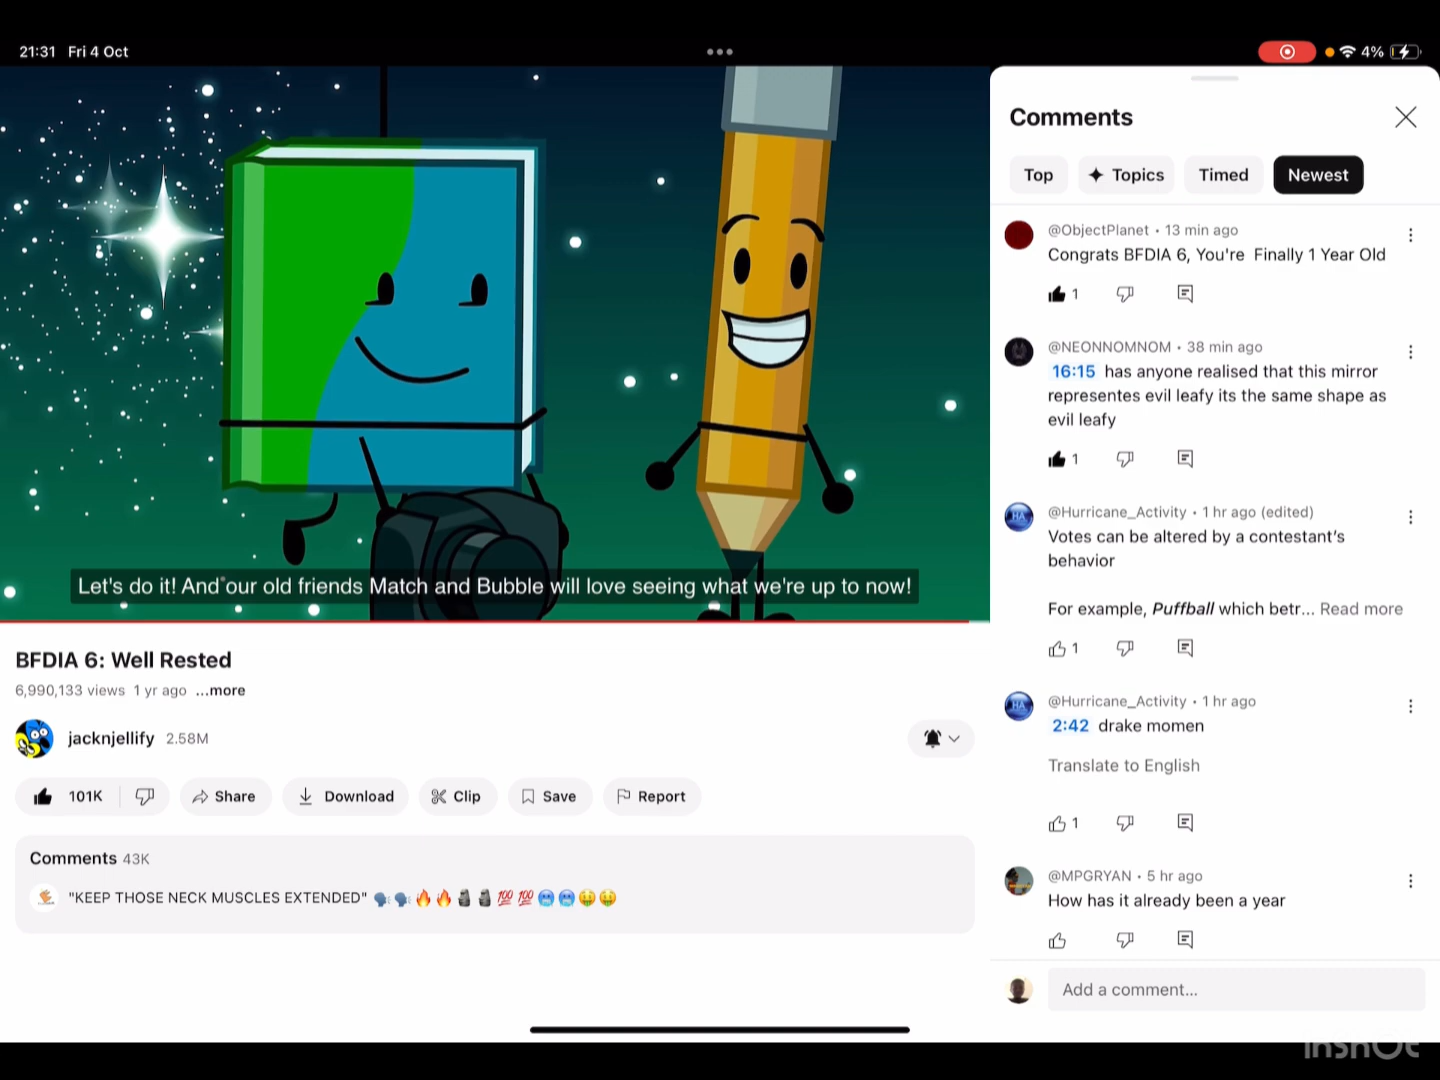 21:31 Fri 4 Oct
4%
Let's do it! And our old friends Match and Bubble will love seeing what we're up to now!
BFDIA 6: Well Rested
6,990,133 views 1 yr ago ...more
jacknjellify 2.58M
101K
Share
Download
Clip
Save
Report
Comments 43K
"KEEP THOSE NECK MUSCLES EXTENDED" 🗣️🗣️🔥🔥🗿🗿💯💯🥶🥶🤑🤑
Comments
Top
Topics
Timed
Newest
@ObjectPlanet • 13 min ago
Congrats BFDIA 6, You're Finally 1 Year Old
1
@NEONNOMNOM • 38 min ago
16:15 has anyone realised that this mirror
representes evil leafy its the same shape as
evil leafy
1
HA
@Hurricane_Activity • 1 hr ago (edited)
Votes can be altered by a contestant’s
behavior
For example, Puffball which betr... Read more
1
HA
@Hurricane_Activity • 1 hr ago
2:42 drake momen
Translate to English
1
@MPGRYAN • 5 hr ago
How has it already been a year
Add a comment...
InShOt